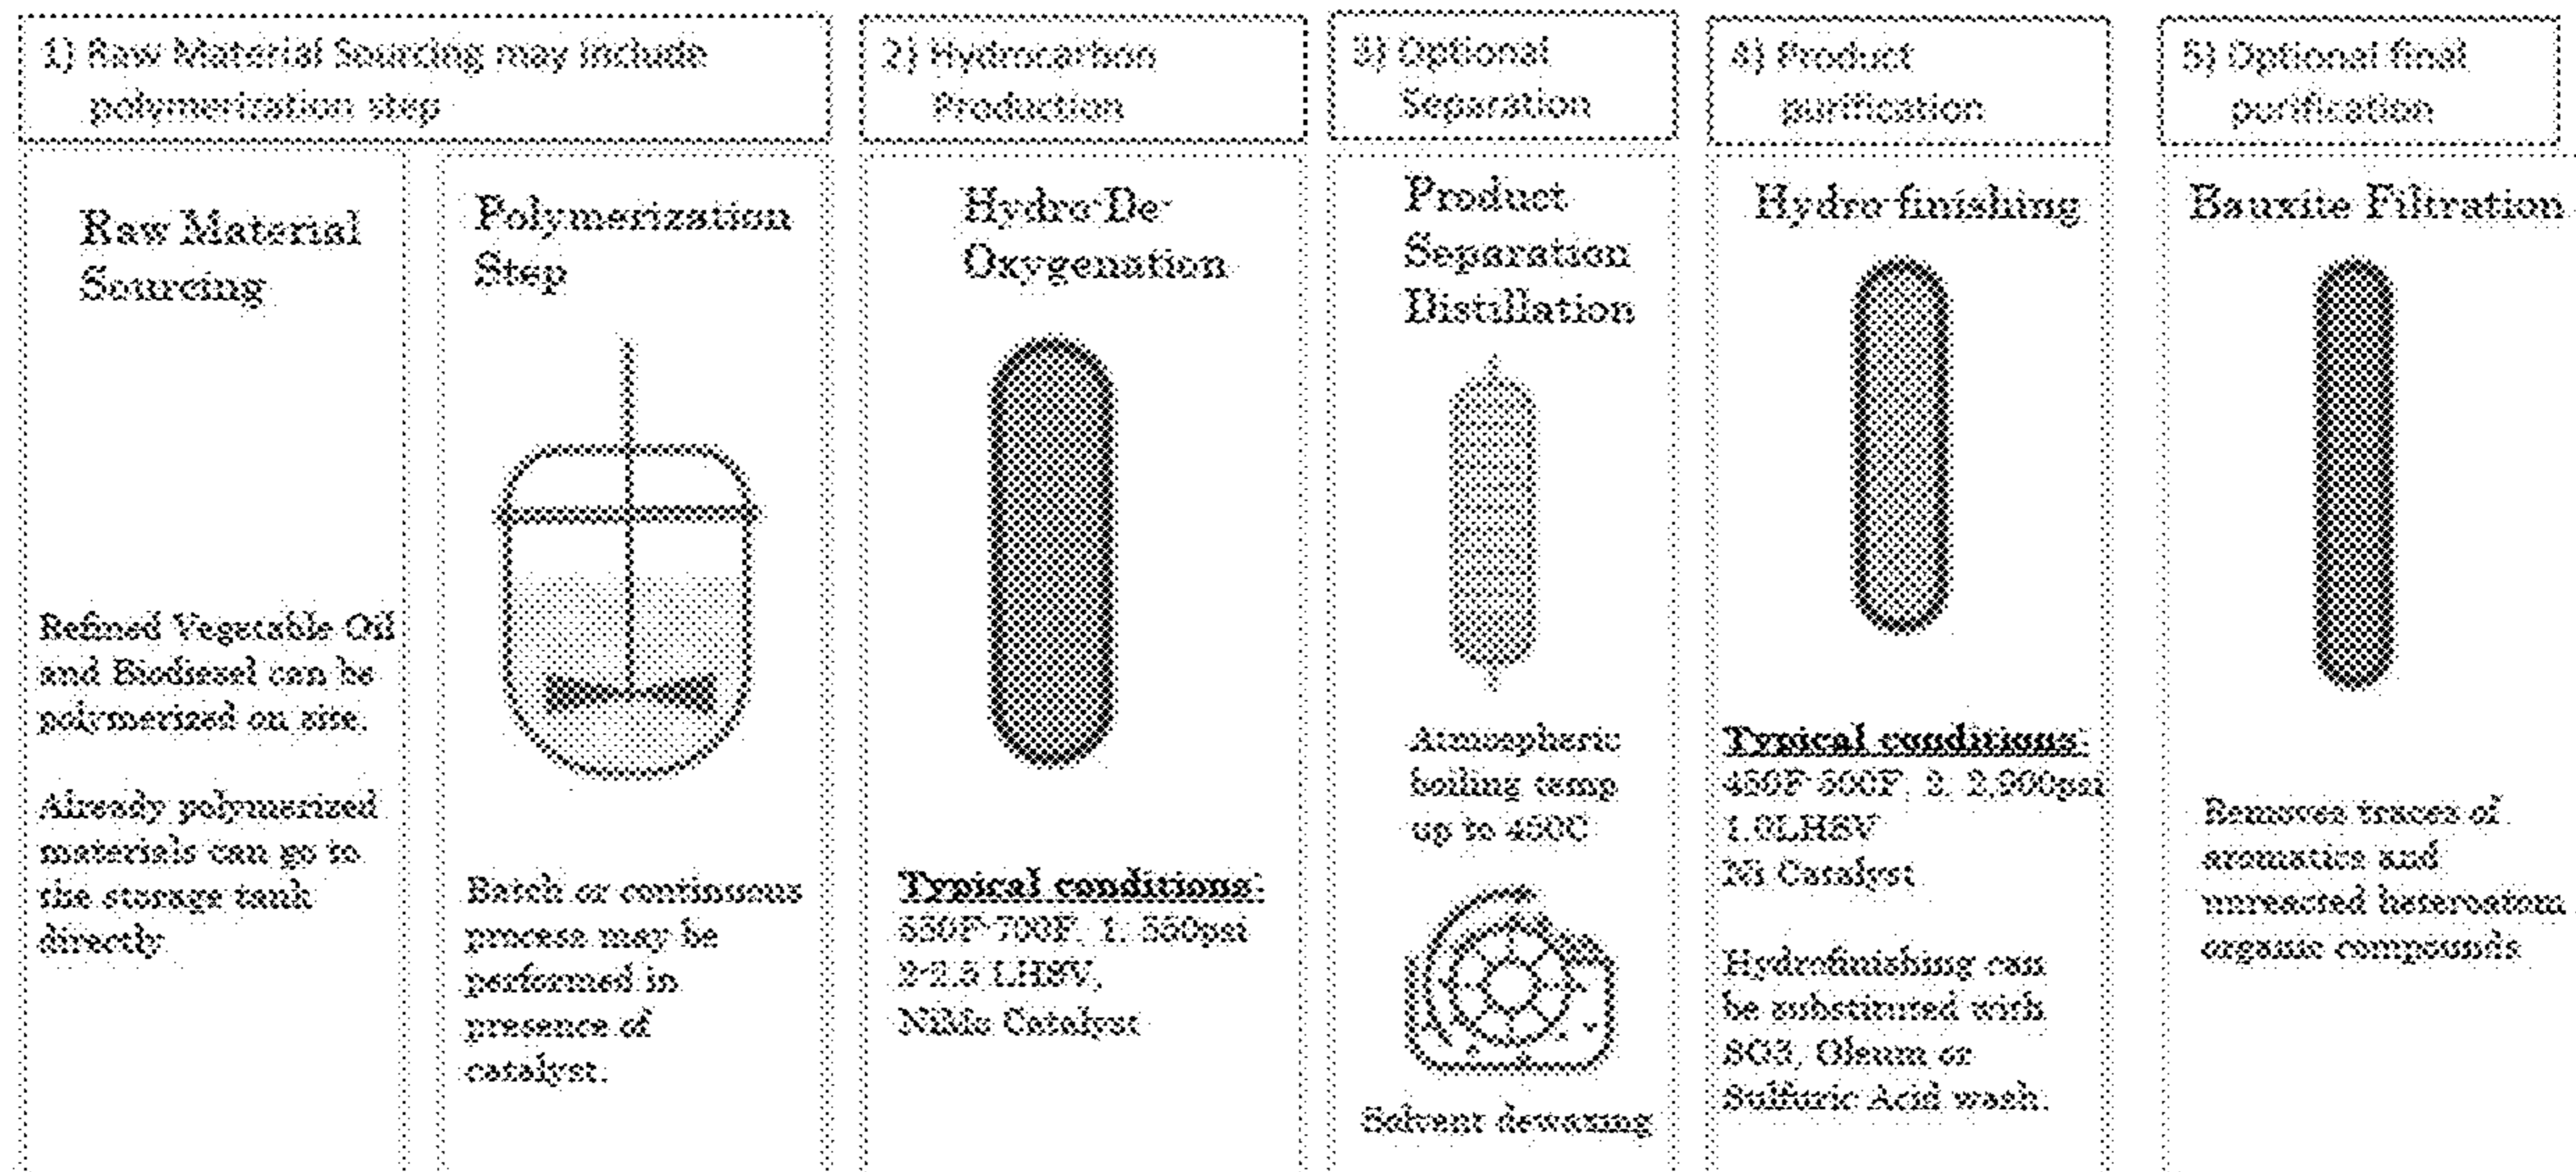 1) Raw Material Sourcing may include
polymerization step
2) Hydrocarbon
Production
3) Optional
Separation
4) Product
purification
5) Optional final
purification
Raw Material
Sourcing
Refined Vegetable Oil
and Biodiesel can be
polymerized on site.
Already polymerized
materials can go to
the storage tank
directly
Polymerization
Step
Batch or continuous
process may be
performed in
presence of
catalyst.
Hydro-De-
Oxygenation
Typical conditions:
550F-700F, 1,
LHSV,
Catalyst
Product
Separation
Distillation
Atmospheric
boiling temp
up to 450C
Solvent dewaxing
Hydro-finishing
Typical conditions:
1.0LHSV
Ni Catalyst
Hydrofinishing can
be substituted with
SO3, Oleum or
Sulfuric Acid wash.
Bauxite Filtration
Removes traces of
aromatics and
unreacted heteroatom
organic compounds